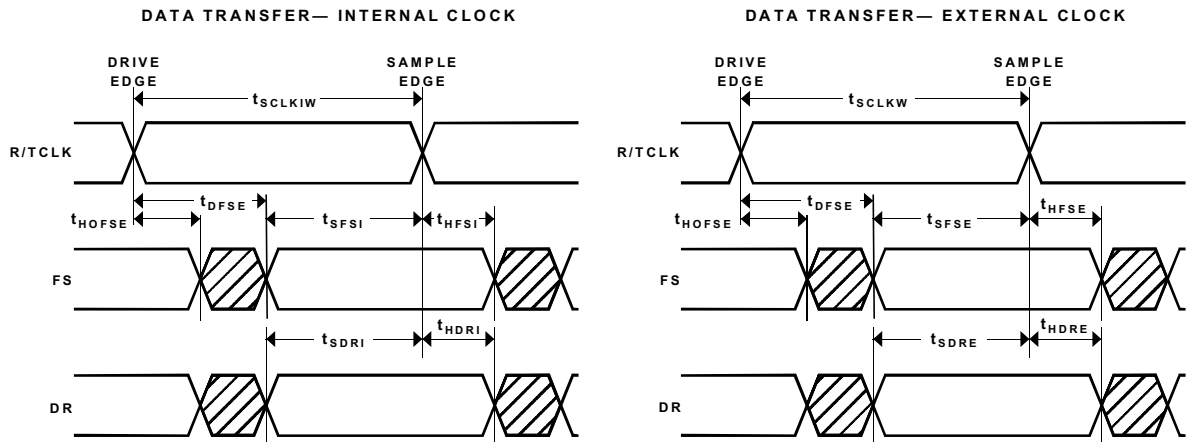 DATA TRANSFER— INTERNAL CLOCK
DRIVE EDGE
SAMPLE EDGE
tSCLKIW
R/TCLK
tDFSE
tHOFSE
tSFSI
tHFSI
FS
tSDRI
tHDRI
DR
DATA TRANSFER— EXTERNAL CLOCK
DRIVE EDGE
SAMPLE EDGE
tSCLKW
R/TCLK
tDFSE
tHOFSE
tSFSE
tHFSE
FS
tSDRE
tHDRE
DR